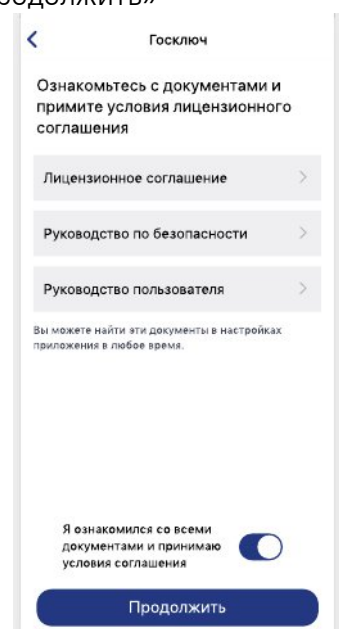 родолжить»
Госключ
Ознакомьтесь с документами и
примите условия лицензионного
соглашения
Лицензионное соглашение
Руководство по безопасности
Руководство пользователя
Вы можете найти эти документы в настройках
приложения в любое время.
Я ознакомился со всеми
документами и принимаю
условия соглашения
Продолжить